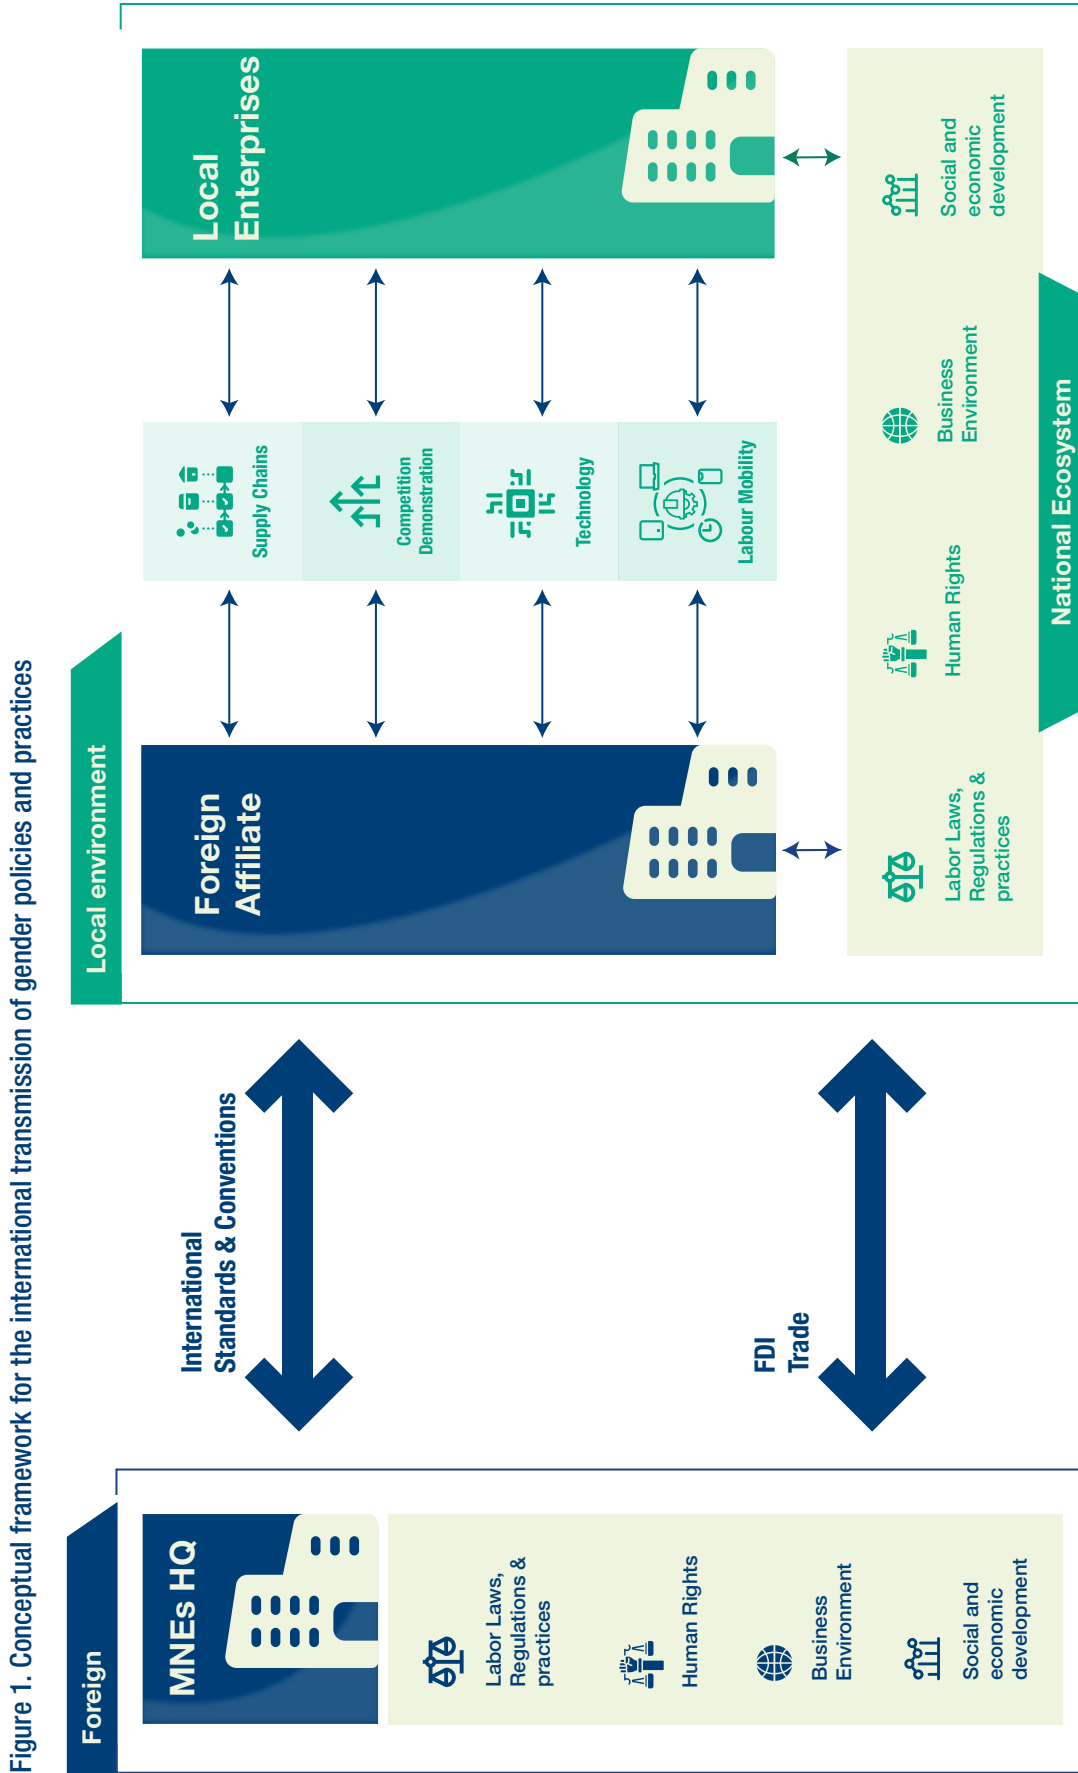 Figure 1. Conceptual framework for the international transmission of gender policies and practices
Foreign
MNEs HQ
Labor Laws,
Regulations &
practices
Human Rights
Business
Environment
Social and
economic
development
International
Standards & Conventions
FDI
Trade
Local environment
Foreign
Affiliate
Supply Chains
Competition
Demonstration
Technology
Labour Mobility
Local
Enterprises
Labor Laws,
Regulations &
practices
Human Rights
Business
Environment
Social and
economic
development
National Ecosystem